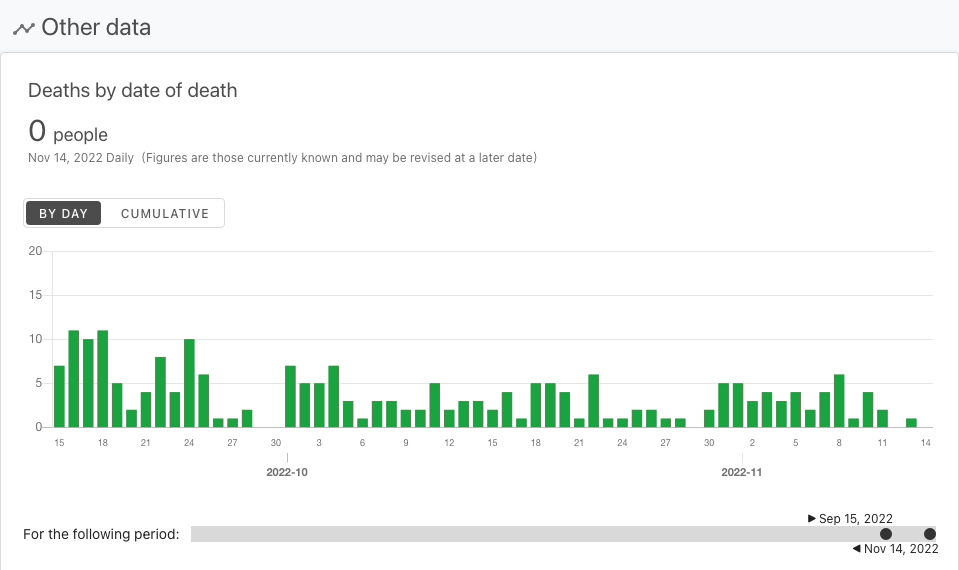 Other data
Deaths by date of death
0 people
Nov 14, 2022 Daily (Figures are those currently known and may be revised at a later date)
BY DAY CUMULATIVE
20
15
10
5
0
15 18 21 24 27 30 3 6 9 12 15 18 21 24 27 30 2 5 8 11 14
2022-10 2022-11
Sep 15, 2022
For the following period:
Nov 14, 2022